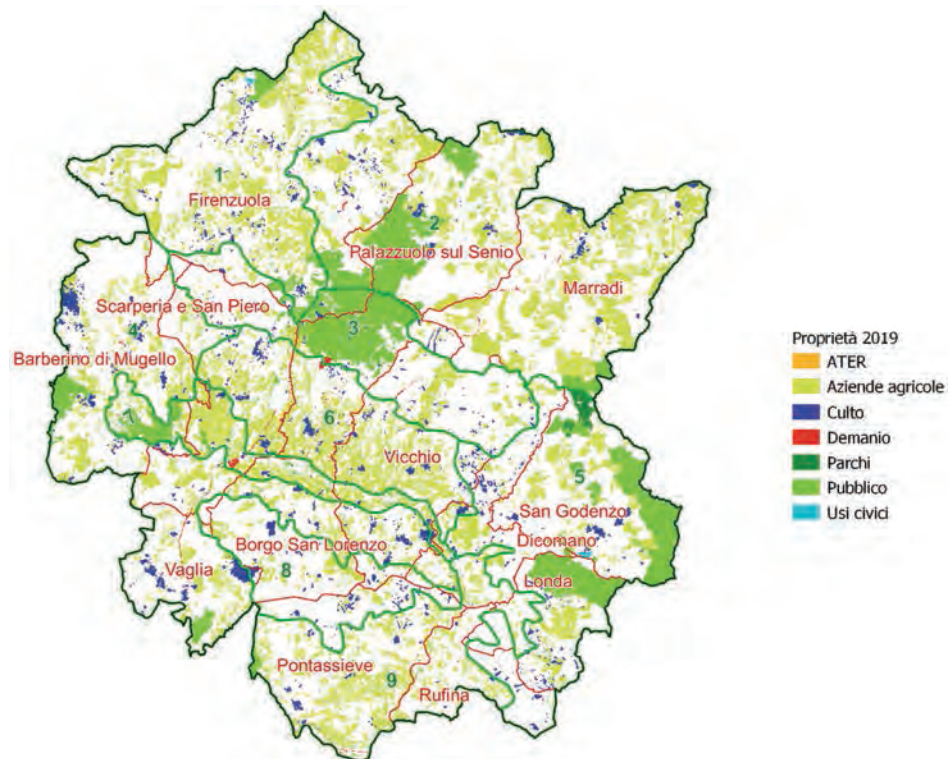 1
Firenzuola
2
Palazzuolo sul Senio
Marradi
Scarperia e San Piero
3
4
Barberino di Mugello
7
6
Vicchio
5
San Godenzo
Dicomano
Borgo San Lorenzo
8
Vaglia
Londa
Pontassieve
9
Rufina
Proprietà 2019
ATER
Aziende agricole
Culto
Demanio
Parchi
Pubblico
Usi civici